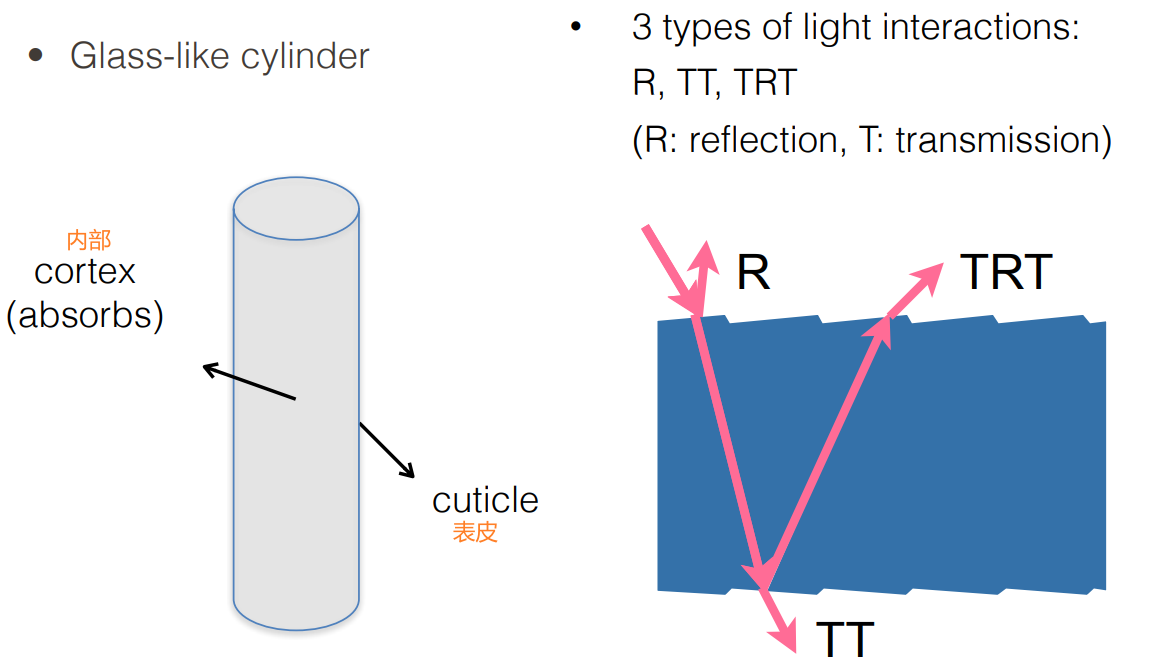 • Glass-like cylinder
内部
cortex
(absorbs)
cuticle
表皮
• 3 types of light interactions:
R, TT, TRT
(R: reflection, T: transmission)
R
TRT
TT